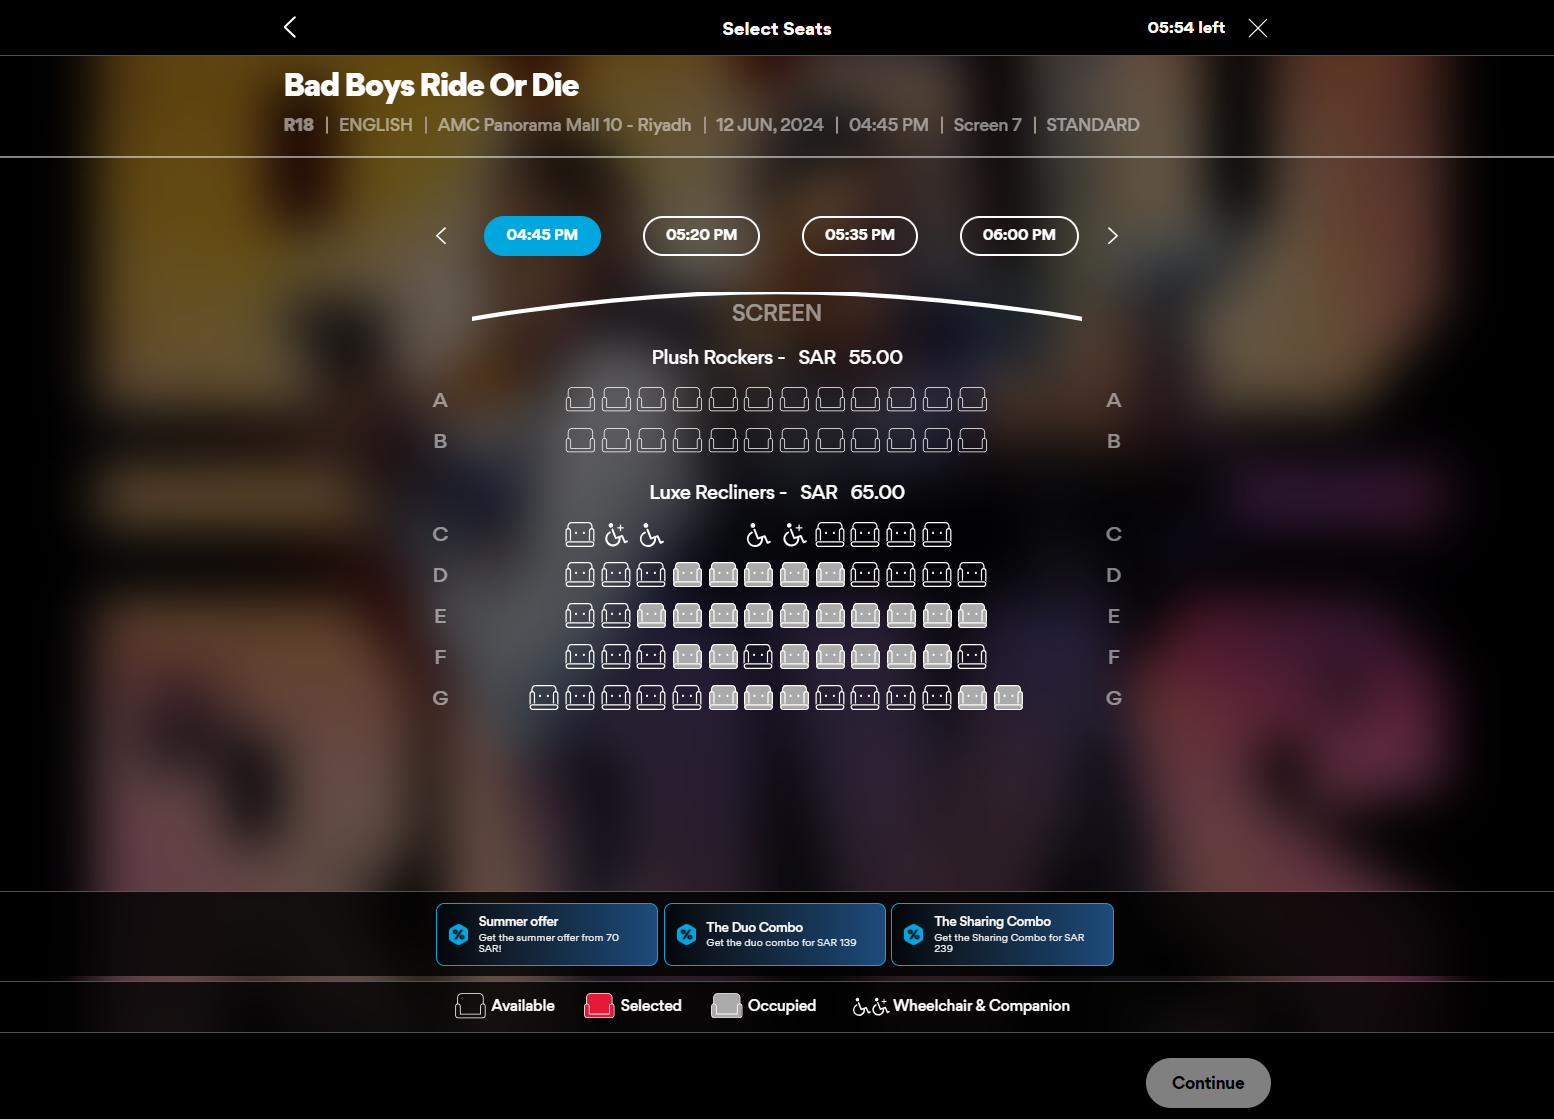 Select Seats
05:54 left
Bad Boys Ride Or Die
R18 | ENGLISH | AMC Panorama Mall 10 - Riyadh | 12 JUN, 2024 | 04:45 PM | Screen 7 | STANDARD
04:45 PM
05:20 PM
05:35 PM
06:00 PM
SCREEN
Plush Rockers - SAR 55.00
A A
B B
Luxe Recliners - SAR 65.00
C C
D D
E E
F F
G G
Summer offer
Get the summer offer from 70
SAR!
The Duo Combo
Get the duo combo for SAR 139
The Sharing Combo
Get the Sharing Combo for SAR
239
Available
Selected
Occupied
Wheelchair & Companion
Continue